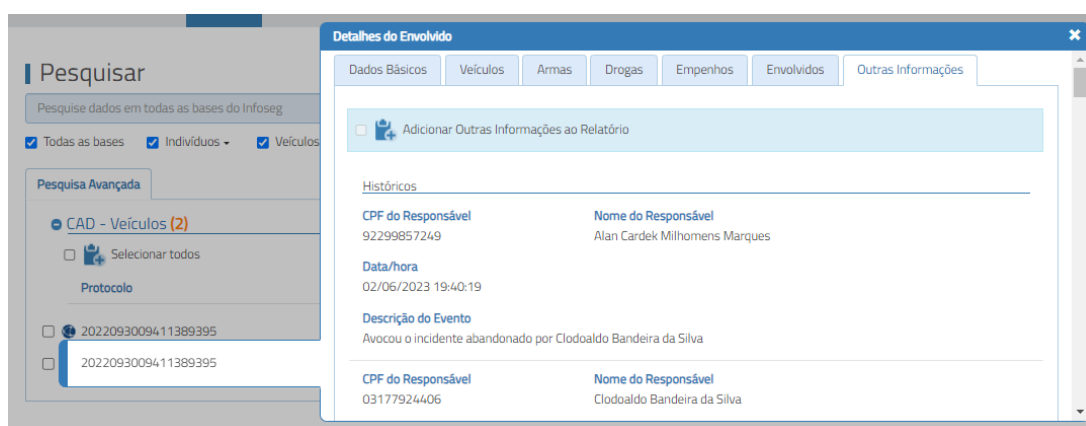 Detalhes do Envolvido
Pesquisar
Pesquise dados em todas as bases do Infoseg
Todas as bases Indivíduos Veículos
Pesquisa Avançada
CAD - Veículos (2)
Selecionar todos
Protocolo
2022093009411389395
2022093009411389395
Dados Básicos Veículos Armas Drogas Empenhos Envolvidos Outras Informações
Adicionar Outras Informações ao Relatório
Históricos
CPF do Responsável Nome do Responsável
92299857249 Alan Cardek Milhomens Marques
Data/hora
02/06/2023 19:40:19
Descrição do Evento
Avocou o incidente abandonado por Clodoaldo Bandeira da Silva
CPF do Responsável Nome do Responsável
03177924406 Clodoaldo Bandeira da Silva